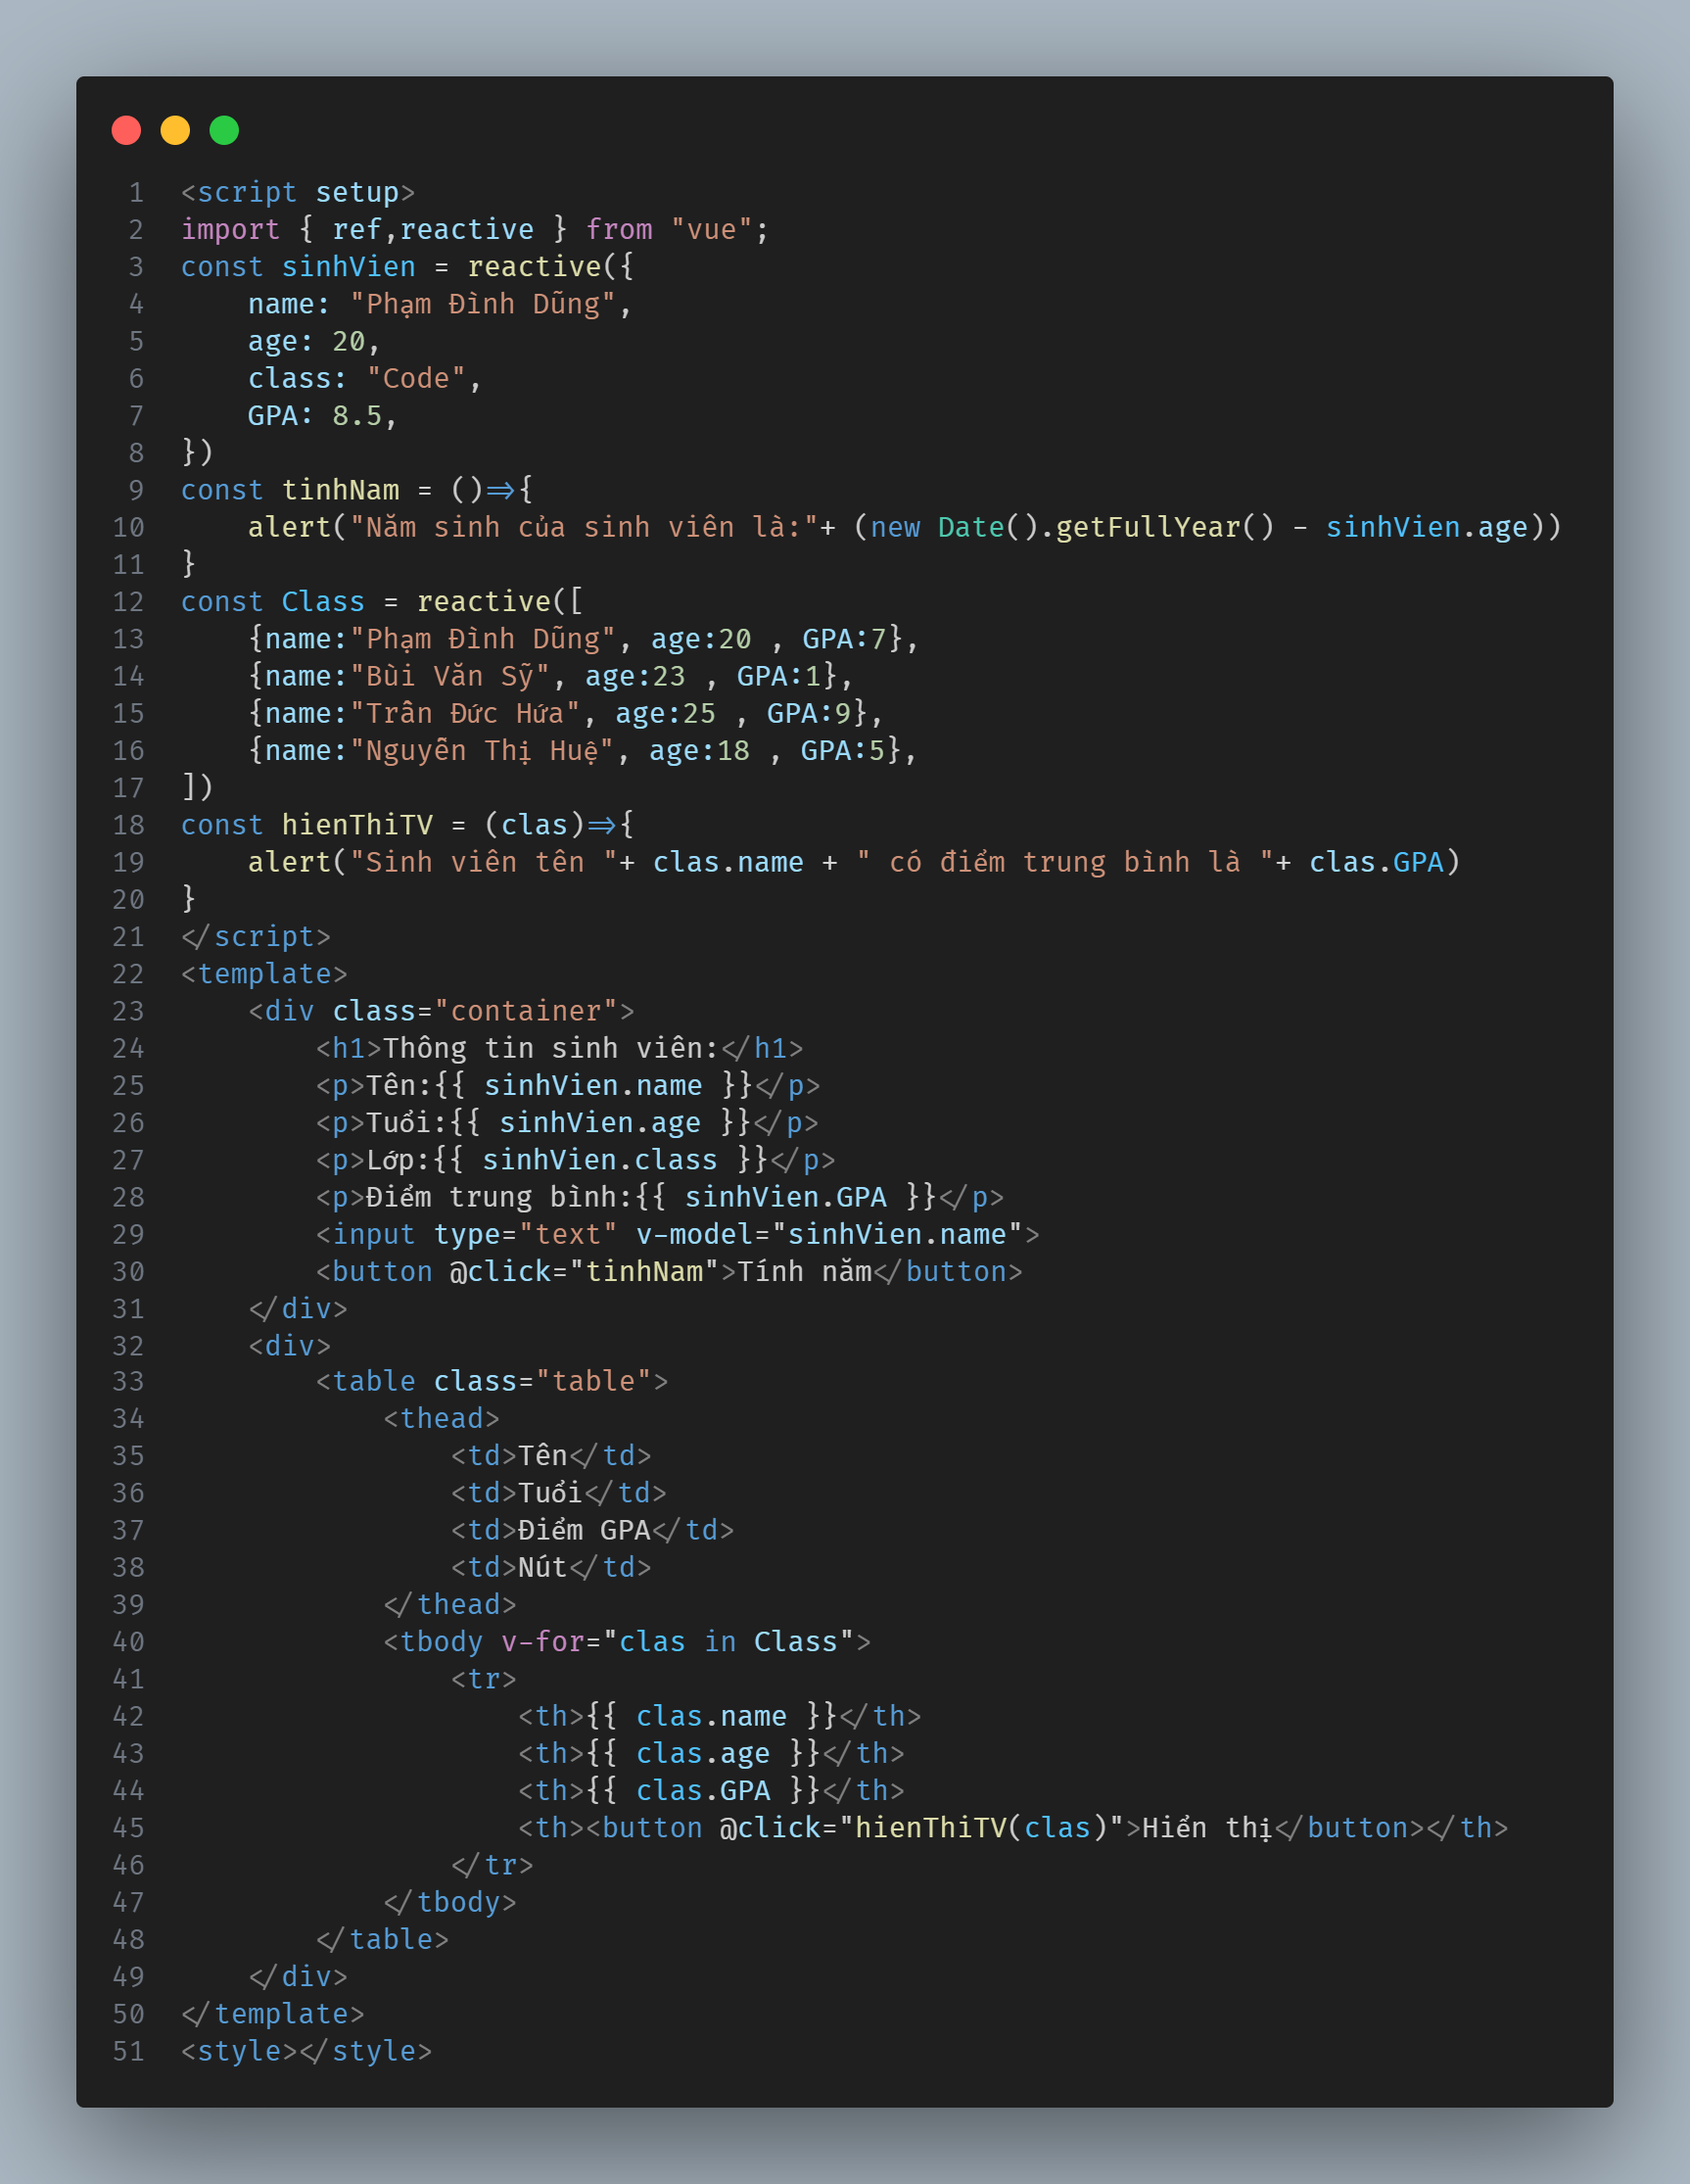 1 <script setup>
2 import { ref,reactive } from "vue";
3 const sinhVien = reactive({
4     name: "Phạm Đình Dũng",
5     age: 20,
6     class: "Code",
7     GPA: 8.5,
8 })
9 const tinhNam = ()=>{
10     alert("Năm sinh của sinh viên là:"+ (new Date().getFullYear() - sinhVien.age))
11 }
12 const Class = reactive([
13     {name:"Phạm Đình Dũng", age:20 , GPA:7},
14     {name:"Bùi Văn Sỹ", age:23 , GPA:1},
15     {name:"Trần Đức Hứa", age:25 , GPA:9},
16     {name:"Nguyễn Thị Huệ", age:18 , GPA:5},
17 ])
18 const hienThiTV = (clas)=>{
19     alert("Sinh viên tên "+ clas.name + " có điểm trung bình là "+ clas.GPA)
20 }
21 </script>
22 <template>
23     <div class="container">
24         <h1>Thông tin sinh viên:</h1>
25         <p>Tên:{{ sinhVien.name }}</p>
26         <p>Tuổi:{{ sinhVien.age }}</p>
27         <p>Lớp:{{ sinhVien.class }}</p>
28         <p>Điểm trung bình:{{ sinhVien.GPA }}</p>
29         <input type="text" v-model="sinhVien.name">
30         <button @click="tinhNam">Tính năm</button>
31     </div>
32     <div>
33         <table class="table">
34             <thead>
35                 <td>Tên</td>
36                 <td>Tuổi</td>
37                 <td>Điểm GPA</td>
38                 <td>Nút</td>
39             </thead>
40             <tbody v-for="clas in Class">
41                 <tr>
42                     <th>{{ clas.name }}</th>
43                     <th>{{ clas.age }}</th>
44                     <th>{{ clas.GPA }}</th>
45                     <th><button @click="hienThiTV(clas)">Hiển thị</button></th>
46                 </tr>
47             </tbody>
48         </table>
49     </div>
50 </template>
51 <style></style>